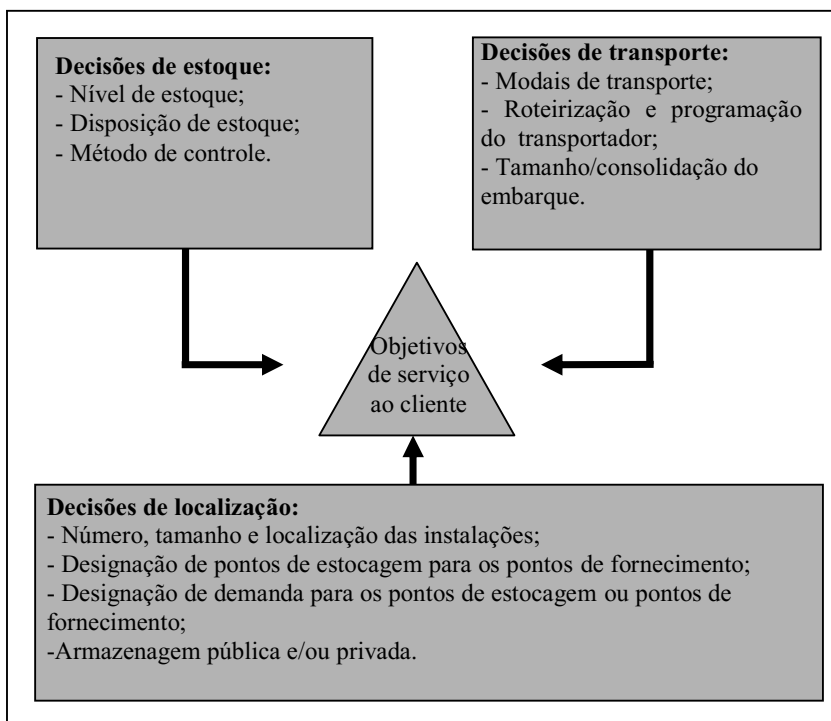 Decisões de estoque:
- Nível de estoque;
- Disposição de estoque;
- Método de controle.
Decisões de transporte:
- Modais de transporte;
- Roteirização e programação
do transportador;
- Tamanho/consolidação do
embarque.
Objetivos
de serviço
ao cliente
Decisões de localização:
- Número, tamanho e localização das instalações;
- Designação de pontos de estocagem para os pontos de fornecimento;
- Designação de demanda para os pontos de estocagem ou pontos de
fornecimento;
-Armazenagem pública e/ou privada.